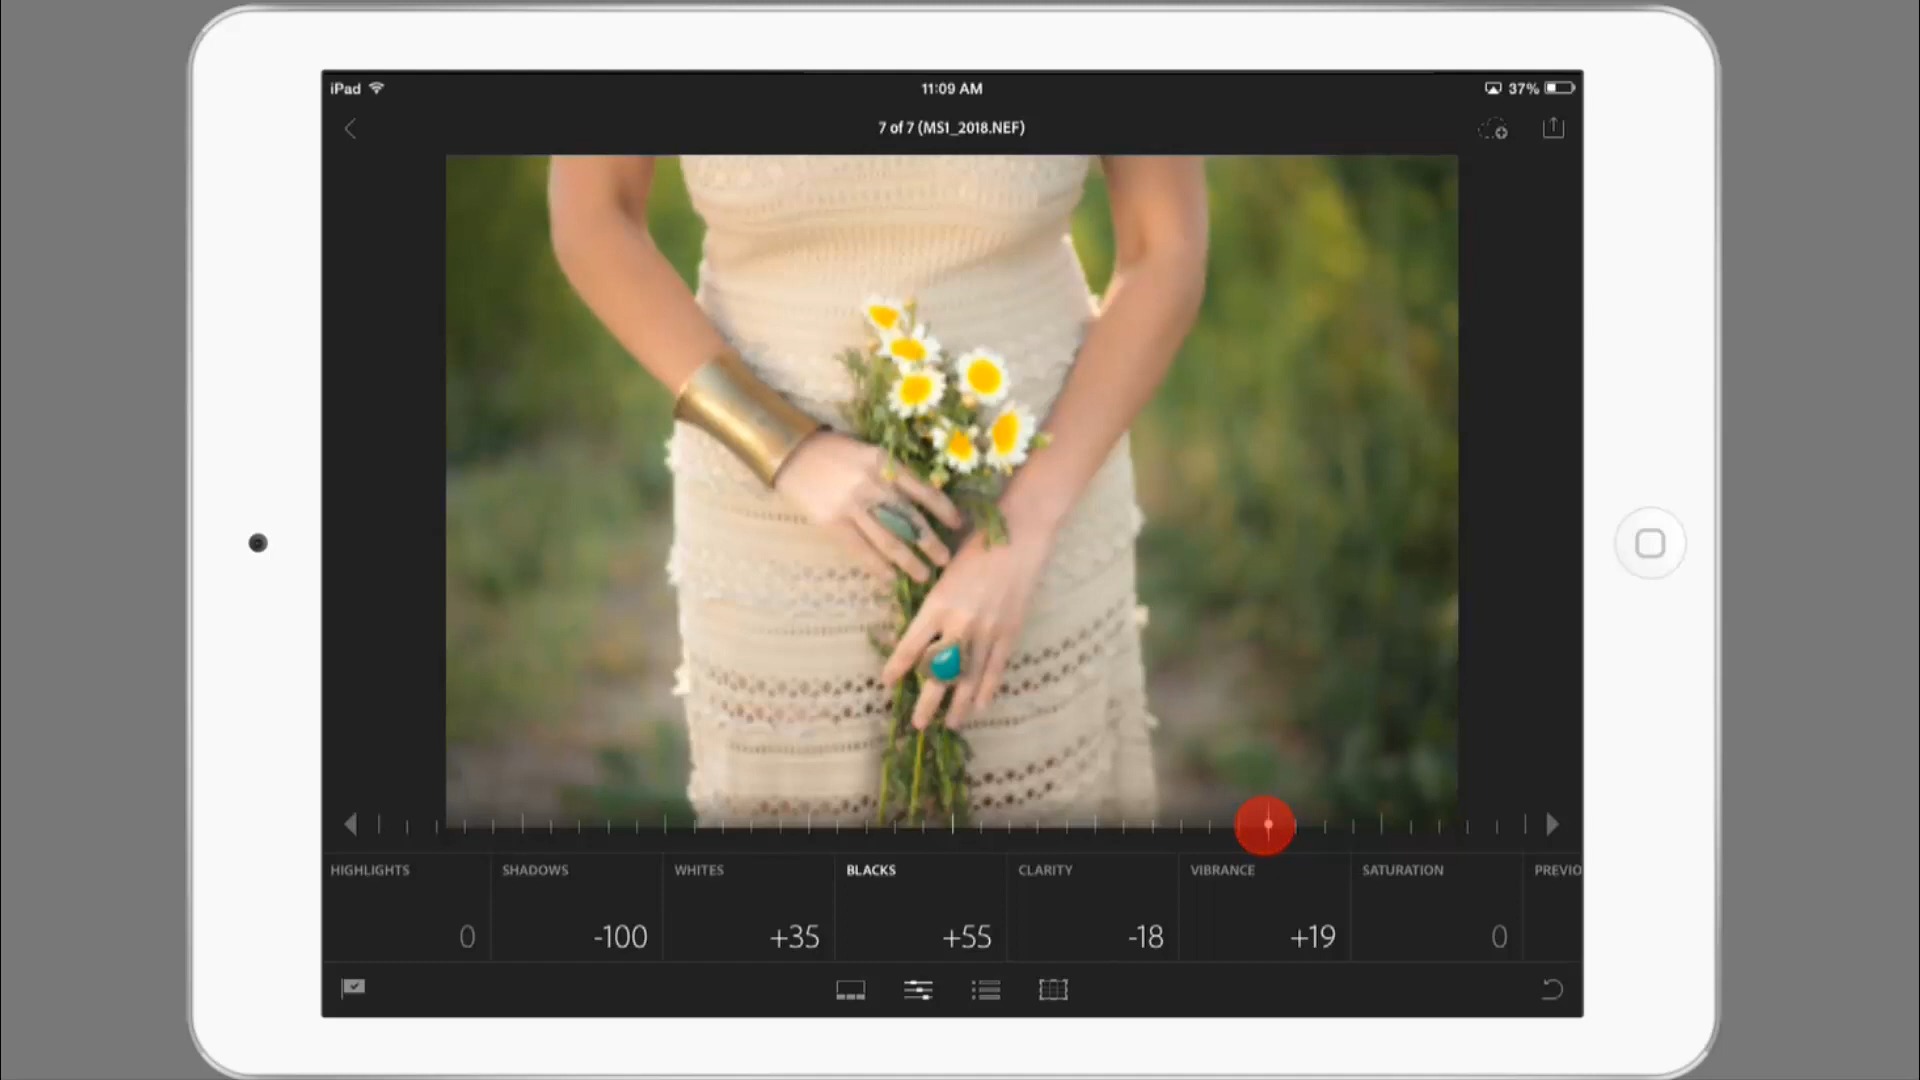 iPad 11:09 AM 37%
7 of 7 (MS1_2018.NEF)
HIGHLIGHTS SHADOWS WHITES BLACKS CLARITY VIBRANCE SATURATION PREVIO
0 -100 +35 +55 -18 +19 0